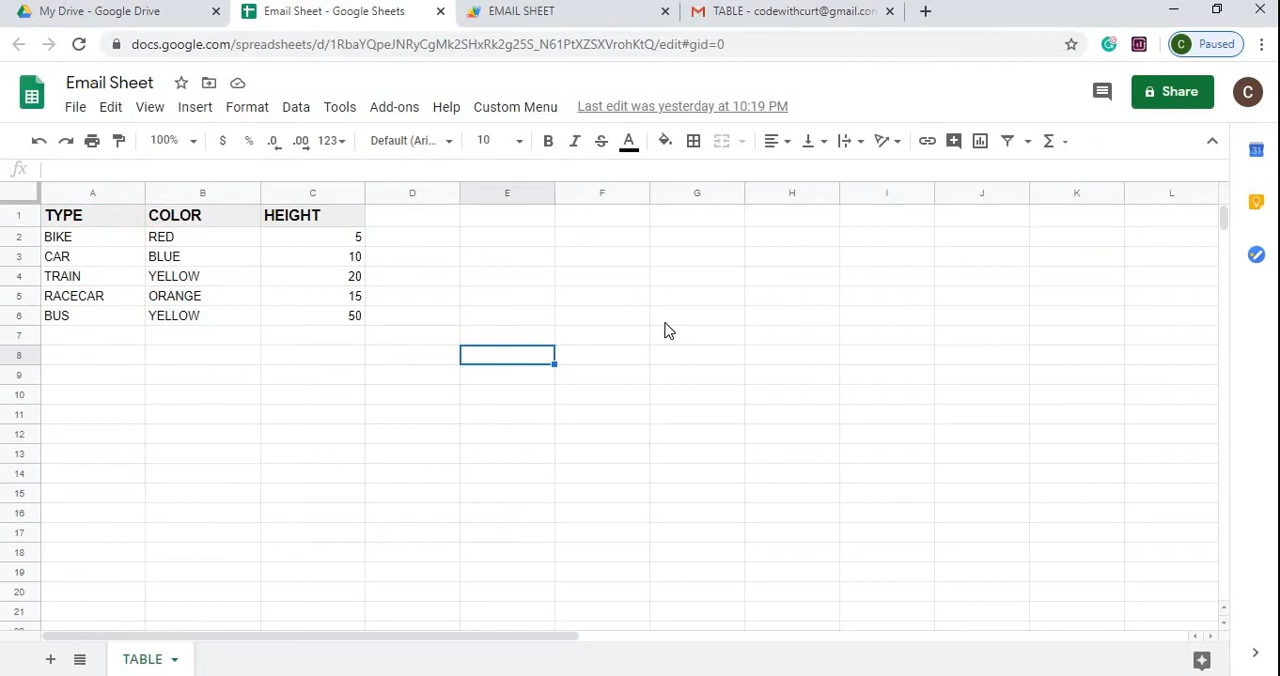 My Drive - Google Drive
Email Sheet - Google Sheets
EMAIL SHEET
TABLE - codewithcurt@gmail.con
docs.google.com/spreadsheets/d/1RbaYQpeJNRyCgMk2SHxRk2g25S_N61PtXZSXVrohKtQ/edit#gid=0
C Paused
Email Sheet
File Edit View Insert Format Data Tools Add-ons Help Custom Menu Last edit was yesterday at 10:19 PM
Share
C
100% $ % .0 .00 123 Default (Ari... 10 B I S A Σ
fx
A B C D E F G H I J K L
1 TYPE COLOR HEIGHT
2 BIKE RED 5
3 CAR BLUE 10
4 TRAIN YELLOW 20
5 RACECAR ORANGE 15
6 BUS YELLOW 50
7
8
9
10
11
12
13
14
15
16
17
18
19
20
21
TABLE
31